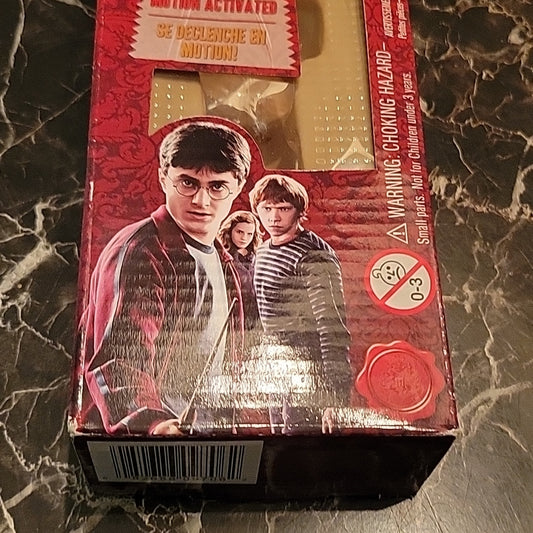 MOTION ACTIVATED
SE DÉCLENCHE EN
MOTION!
⚠ WARNING: CHOKING HAZARD–
Small parts. Not for Children under 3 years.
0-3